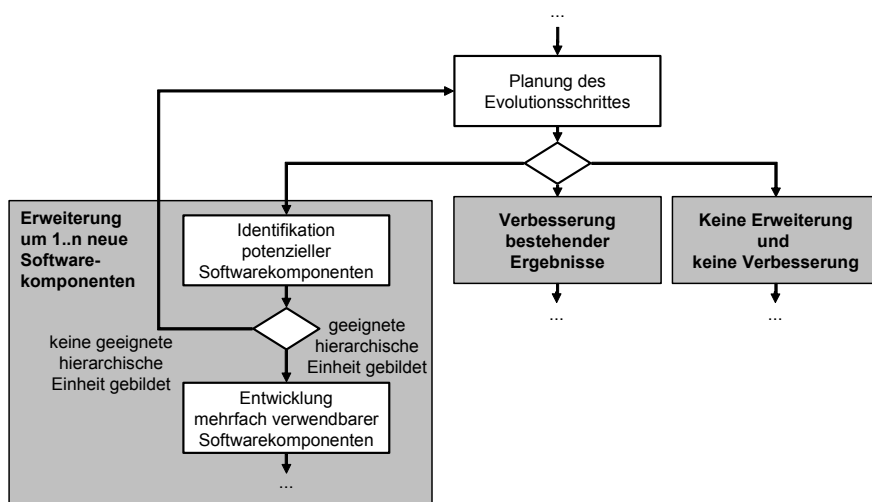 ...
Planung des
Evolutionsschrittes
Erweiterung
um 1..n neue
Software-
komponenten
Identifikation
potenzieller
Softwarekomponenten
Verbesserung
bestehender
Ergebnisse
Keine Erweiterung
und
keine Verbesserung
...
...
keine geeignete
hierarchische
Einheit gebildet
geeignete
hierarchische
Einheit gebildet
Entwicklung
mehrfach verwendbarer
Softwarekomponenten
...